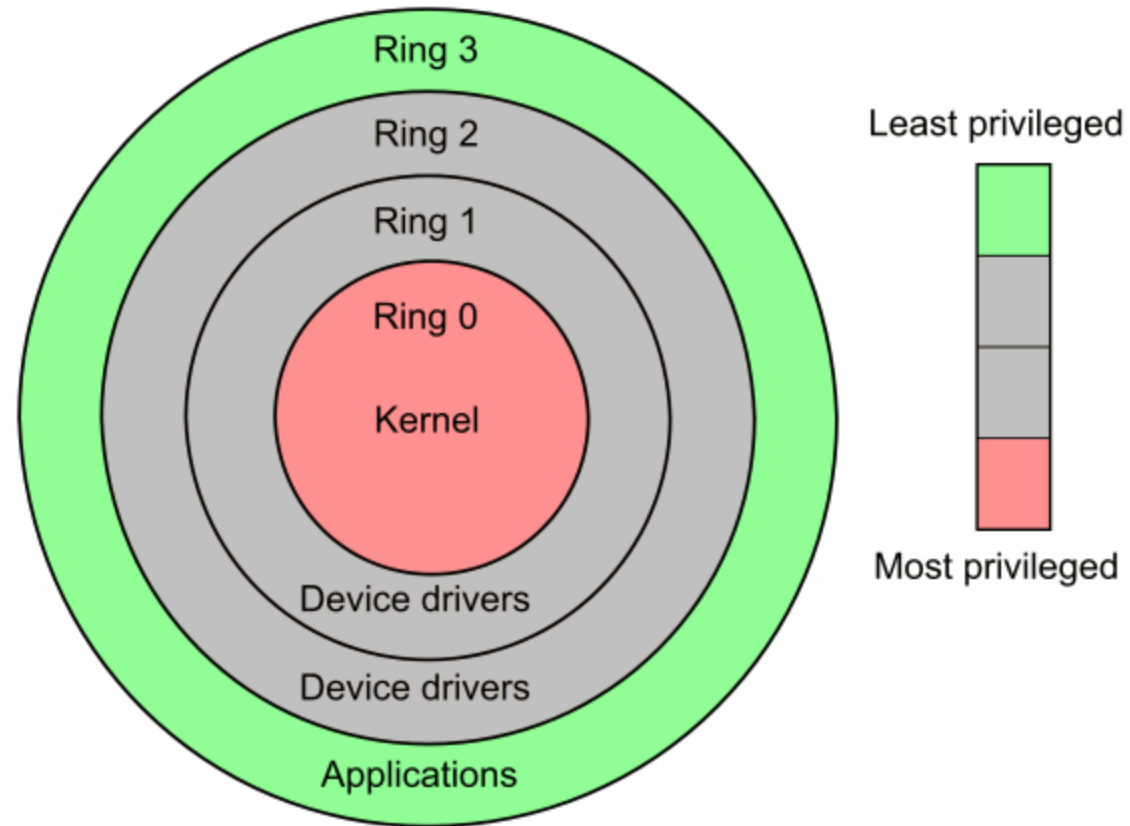 Ring 3
Ring 2
Ring 1
Ring 0
Kernel
Device drivers
Device drivers
Applications
Least privileged
Most privileged